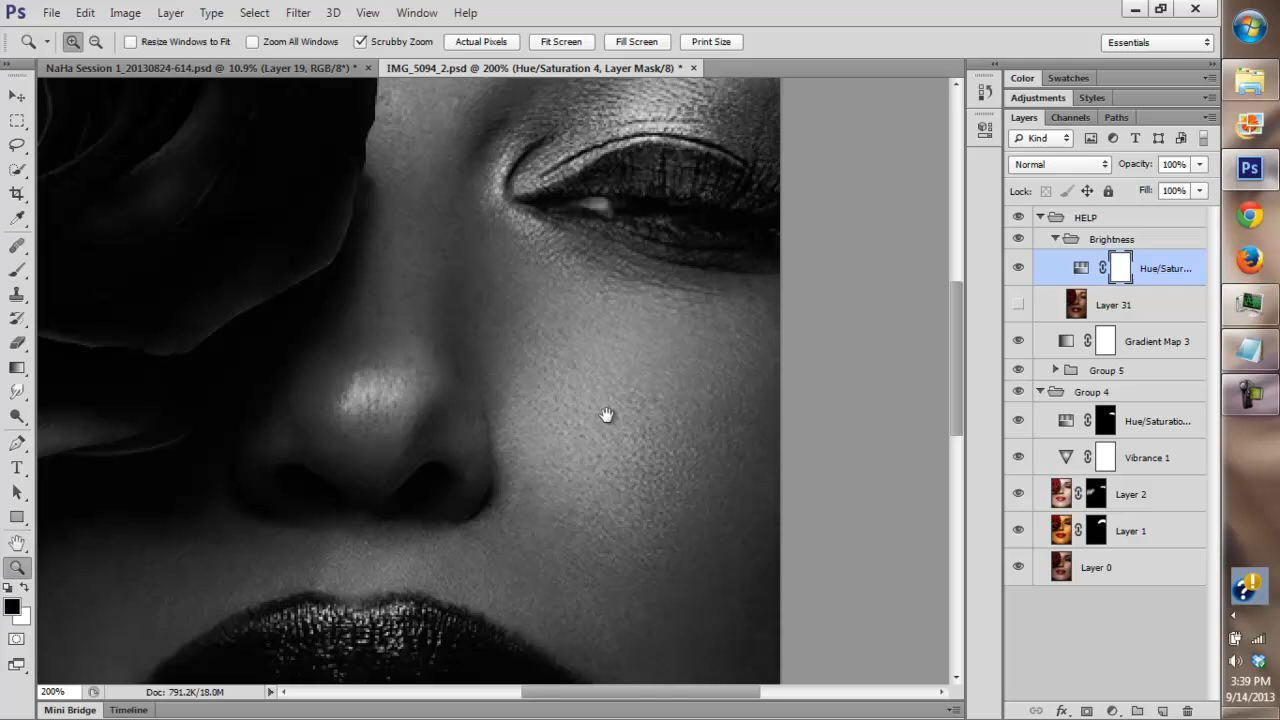 Ps File Edit Image Layer Type Select Filter 3D View Window Help
Resize Windows to Fit Zoom All Windows Scrubby Zoom Actual Pixels Fit Screen Fill Screen Print Size Essentials
NaHa Session 1_20130824-614.psd @ 10.9% (Layer 19, RGB/8*) * × IMG_5094_2.psd @ 200% (Hue/Saturation 4, Layer Mask/8) * ×
Color Swatches
Adjustments Styles
Layers Channels Paths
Kind
Normal Opacity: 100%
Lock: Fill: 100%
HELP
Brightness
Hue/Satur...
Layer 31
Gradient Map 3
Group 5
Group 4
Hue/Saturatio...
Vibrance 1
Layer 2
Layer 1
Layer 0
200% Doc: 791.2K/18.0M
Mini Bridge Timeline
3:39 PM
9/14/2013